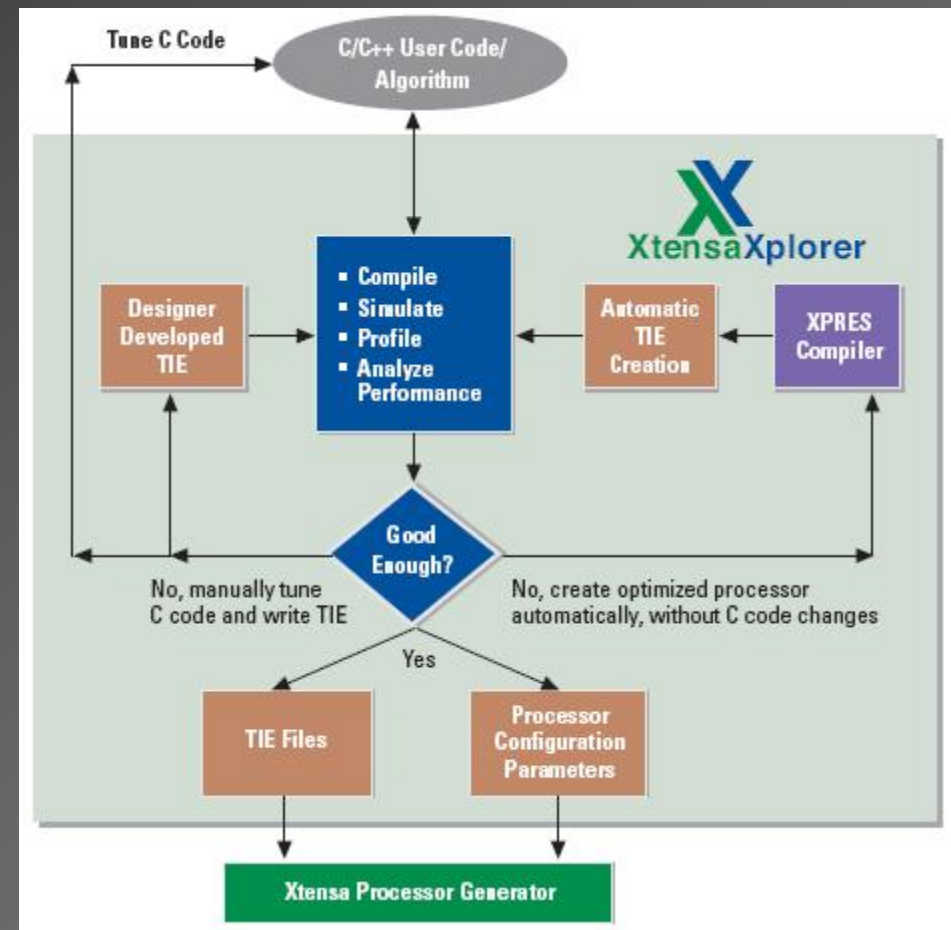 Tune C Code
C/C++ User Code/
Algorithm
XtensaXplorer
Designer
Developed
TIE
▪ Compile
▪ Simulate
▪ Profile
▪ Analyze
Performance
Automatic
TIE
Creation
XPRES
Compiler
Good
Enough?
No, manually tune
C code and write TIE
No, create optimized processor
automatically, without C code changes
Yes
TIE Files
Processor
Configuration
Parameters
Xtensa Processor Generator